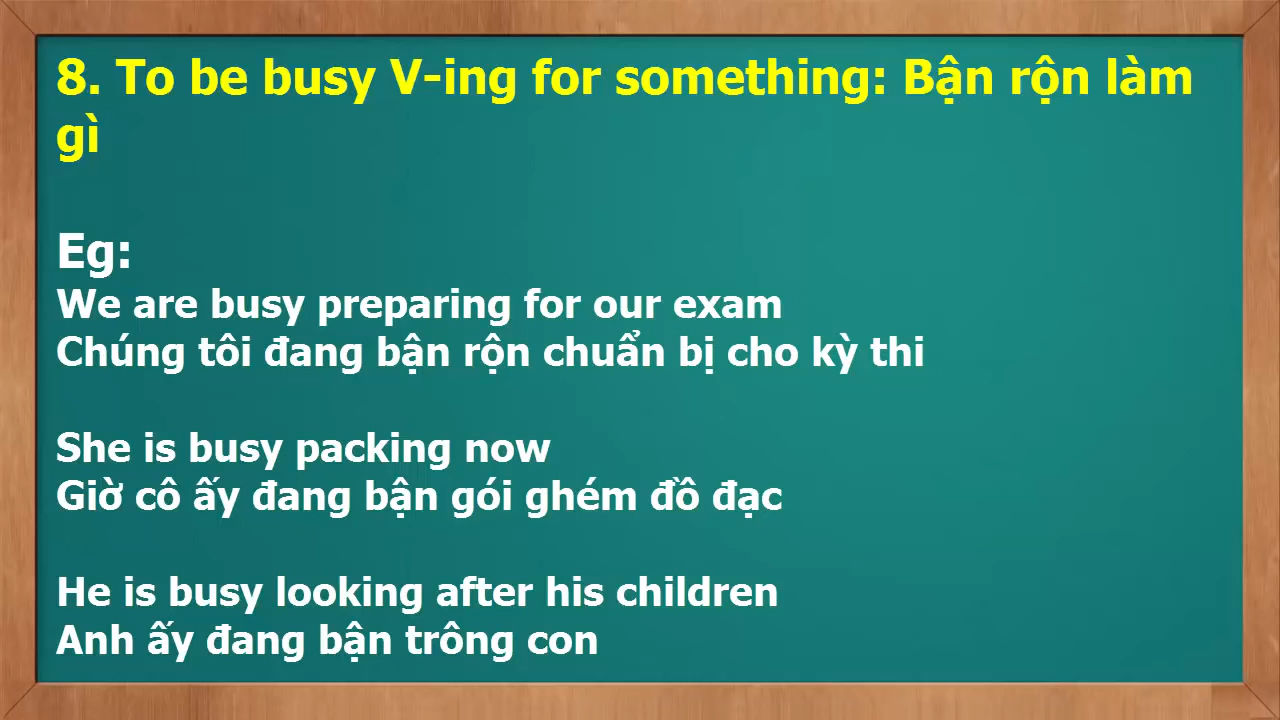 8. To be busy V-ing for something: Bận rộn làm
gì
Eg:
We are busy preparing for our exam
Chúng tôi đang bận rộn chuẩn bị cho kỳ thi
She is busy packing now
Giờ cô ấy đang bận gói ghém đồ đạc
He is busy looking after his children
Anh ấy đang bận trông con